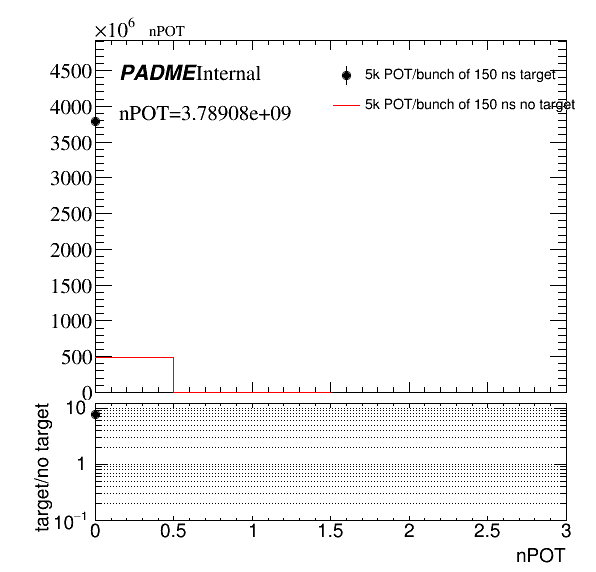 ×10⁶ nPOT
PADME Internal
nPOT=3.78908e+09
5k POT/bunch of 150 ns target
5k POT/bunch of 150 ns no target
4500
4000
3500
3000
2500
2000
1500
1000
500
0
target/no target
10
1
10⁻¹
0 0.5 1 1.5 2 2.5 3
nPOT